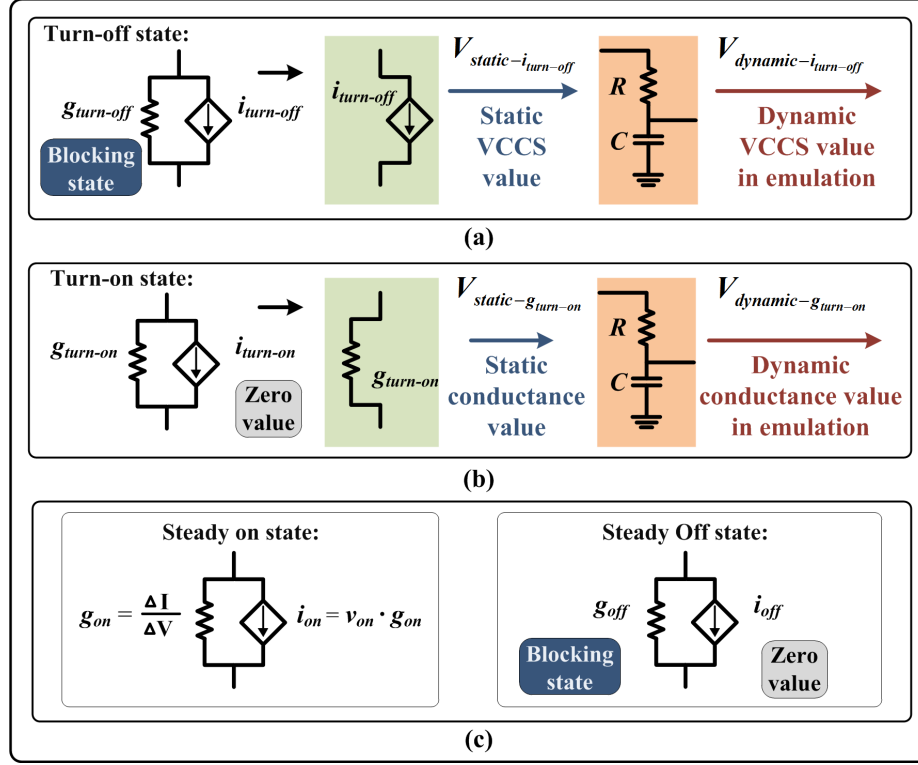 Turn-off state:
g_turn-off
i_turn-off
Blocking
state
i_turn-off
V_static-i_turn-off
Static
VCCS
value
R
C
V_dynamic-i_turn-off
Dynamic
VCCS value
in emulation
(a)
Turn-on state:
g_turn-on
i_turn-on
Zero
value
g_turn-on
V_static-g_turn-on
Static
conductance
value
R
C
V_dynamic-g_turn-on
Dynamic
conductance value
in emulation
(b)
Steady on state:
g_on = ΔI/ΔV
i_on = v_on · g_on
Steady Off state:
g_off
i_off
Blocking
state
Zero
value
(c)